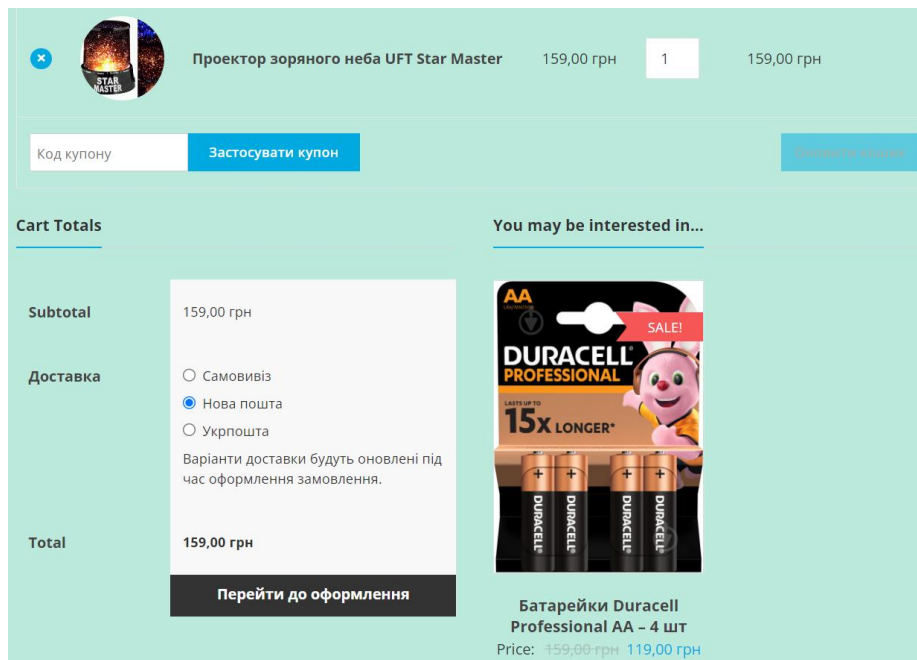 STAR
MASTER
Проектор зоряного неба UFT Star Master
159,00 грн
1
159,00 грн
Код купону
Застосувати купон
Cart Totals
Subtotal
159,00 грн
Доставка
Самовивіз
Нова пошта
Укрпошта
Варіанти доставки будуть оновлені під
час оформлення замовлення.
Total
159,00 грн
Перейти до оформлення
You may be interested in...
AA
SALE!
DURACELL
PROFESSIONAL
LASTS UP TO
15x LONGER*
DURACELL
DURACELL
DURACELL
DURACELL
Батарейки Duracell
Professional AA – 4 шт
Price: 159,00 грн 119,00 грн